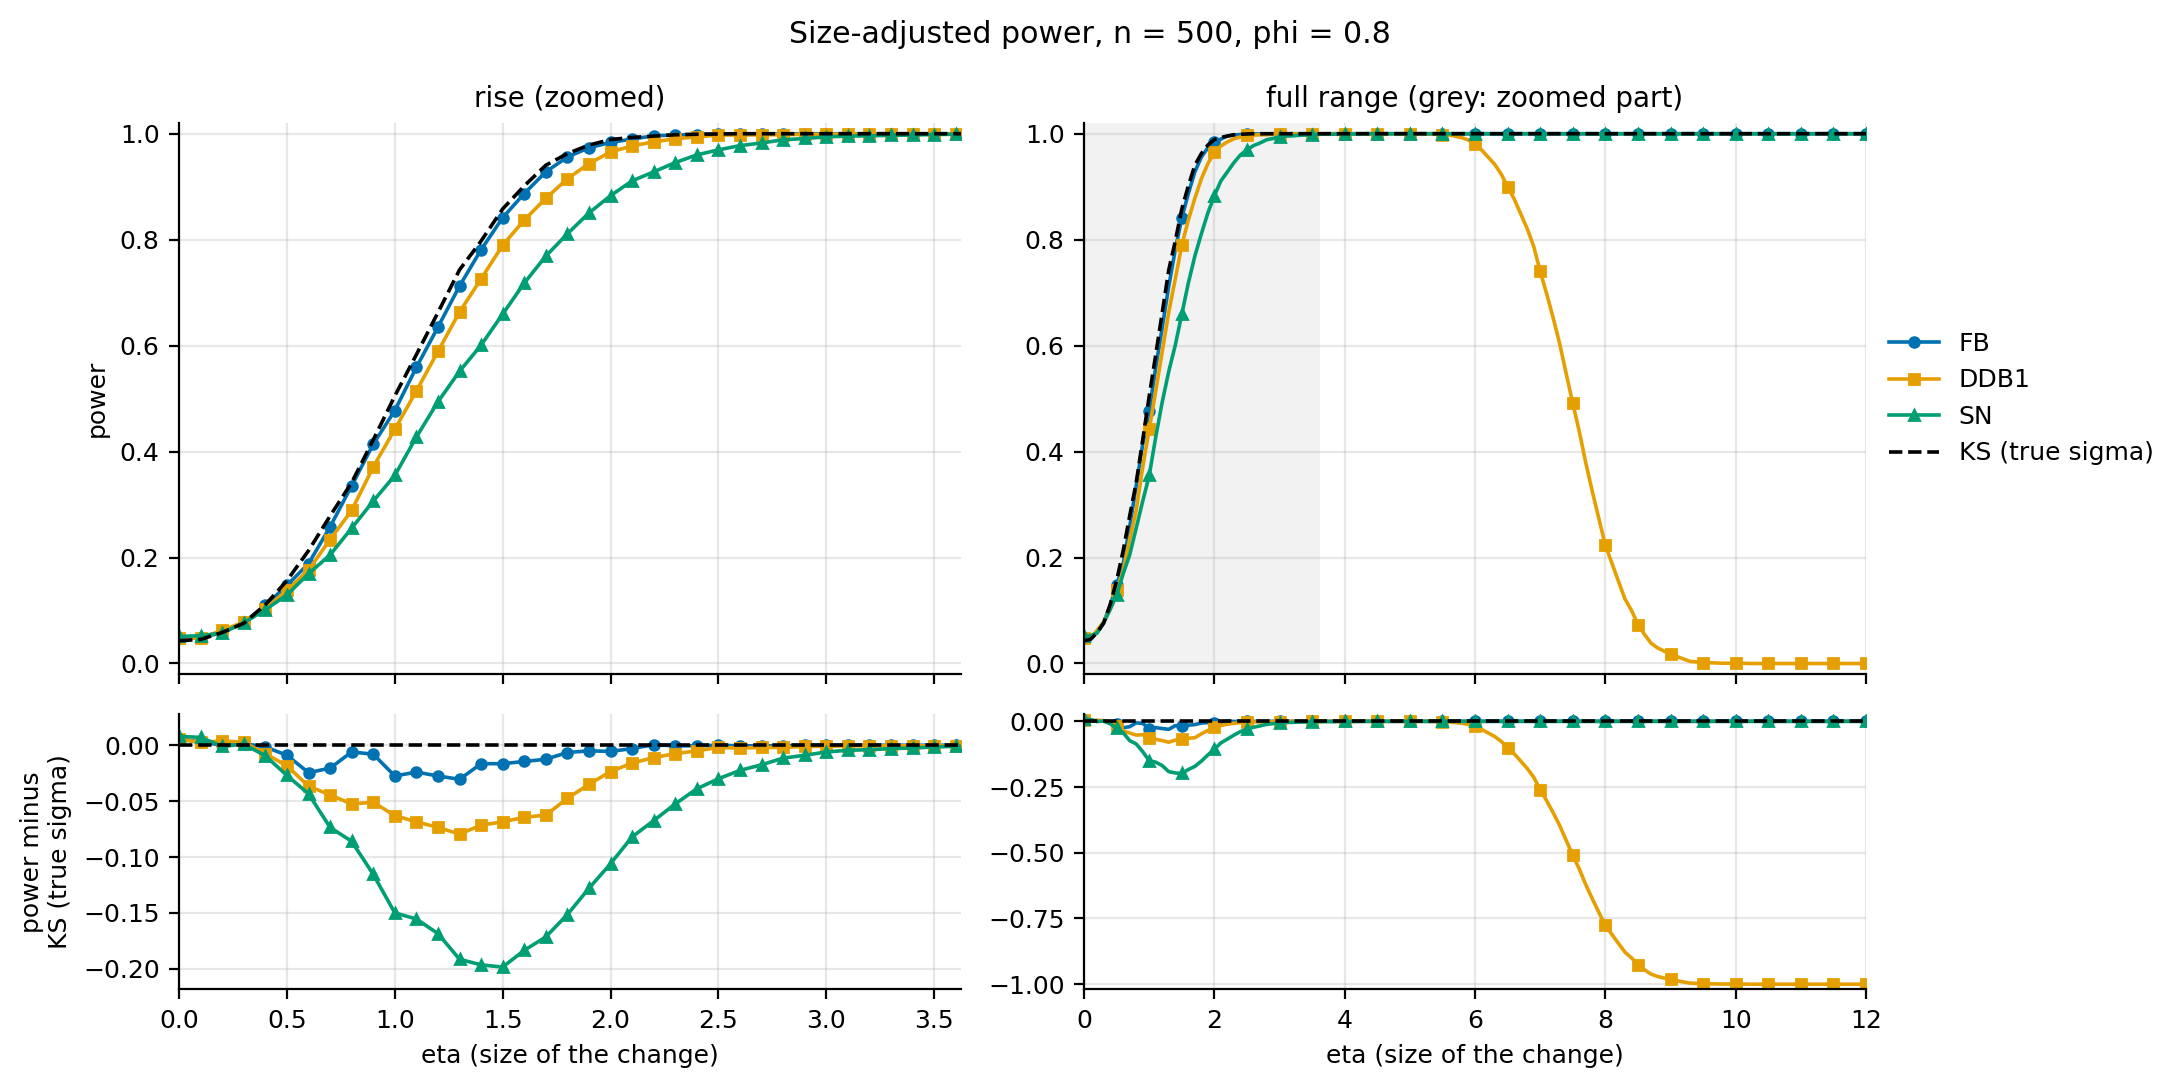 Size-adjusted power, n = 500, phi = 0.8
rise (zoomed)
1.0
0.8
0.6
0.4
0.2
0.0
power
full range (grey: zoomed part)
1.0
0.8
0.6
0.4
0.2
0.0
FB
DDB1
SN
KS (true sigma)
0.00
−0.05
−0.10
−0.15
−0.20
power minus
KS (true sigma)
0.0 0.5 1.0 1.5 2.0 2.5 3.0 3.5
eta (size of the change)
0.00
−0.25
−0.50
−0.75
−1.00
0 2 4 6 8 10 12
eta (size of the change)